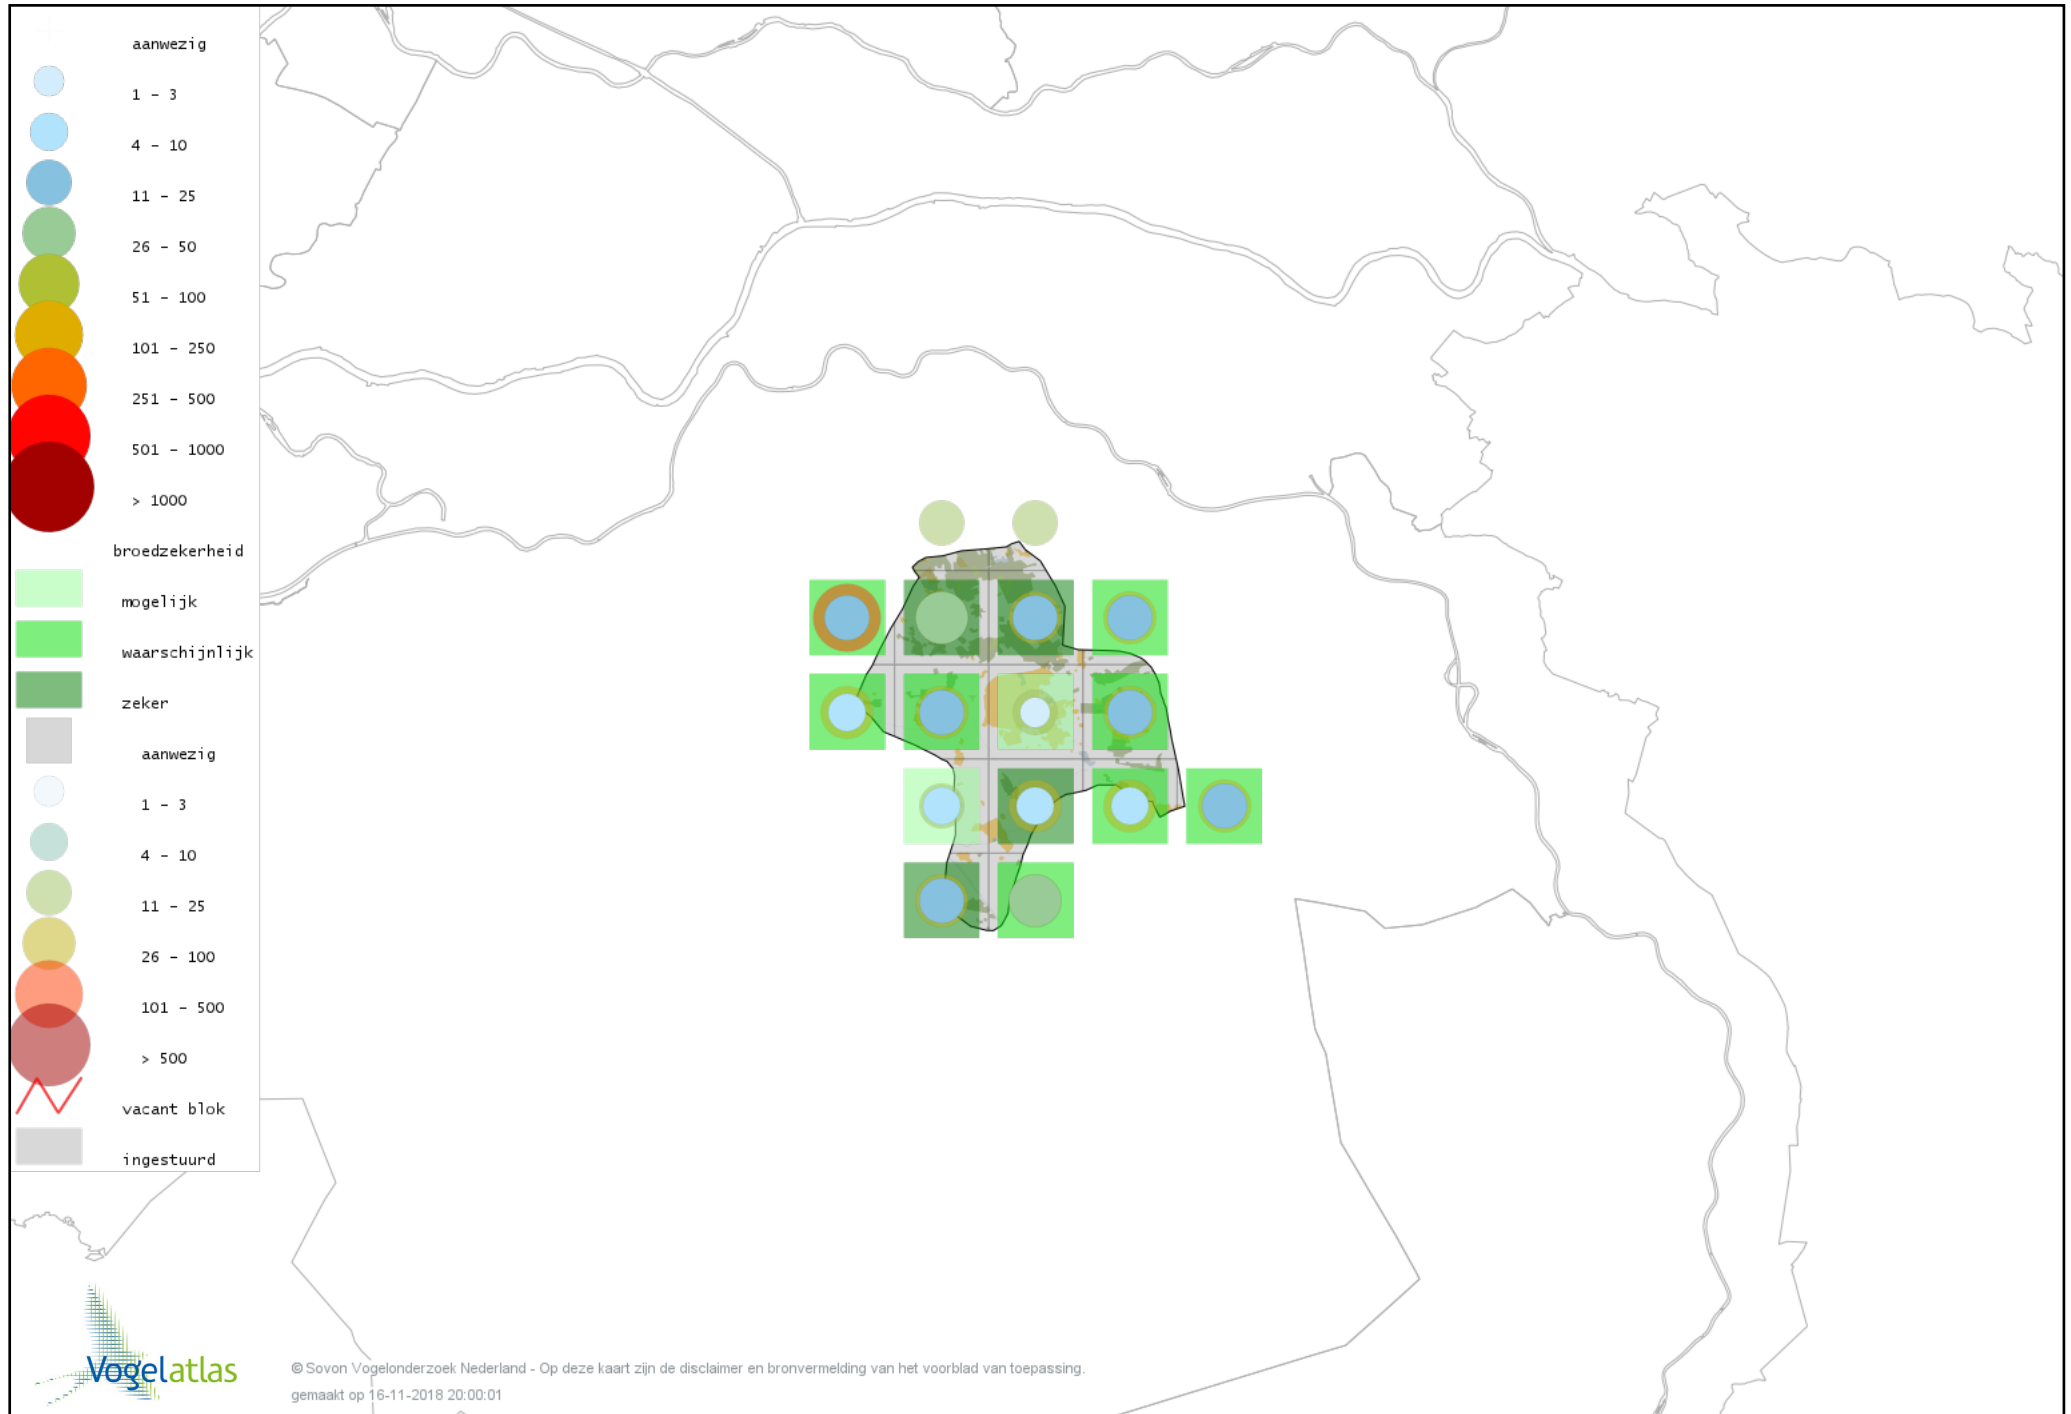 aanwezig
1 - 3
4 - 10
11 - 25
26 - 50
51 - 100
101 - 250
251 - 500
501 - 1000
> 1000
broedzekerheid
mogelijk
waarschijnlijk
zeker
aanwezig
1 - 3
4 - 10
11 - 25
26 - 100
101 - 500
> 500
vacant blok
ingestuurd
Vogelatlas
© Sovon Vogelonderzoek Nederland - Op deze kaart zijn de disclaimer en bronvermelding van het voorblad van toepassing.
gemaakt op 16-11-2018 20:00:01